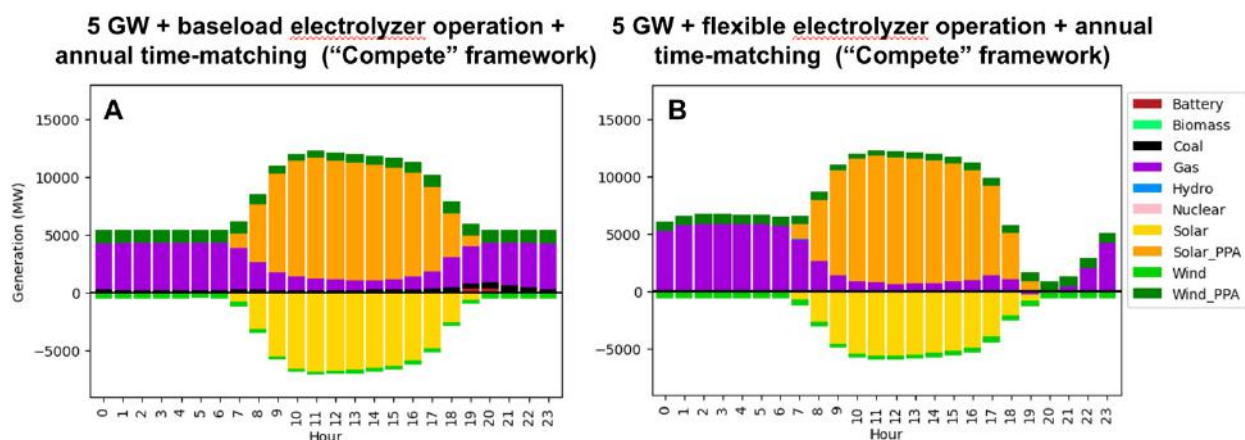 5 GW + baseload electrolyzer operation +
annual time-matching (“Compete” framework)
5 GW + flexible electrolyzer operation + annual
time-matching (“Compete” framework)
A
15000
10000
5000
0
−5000
Generation (MW)
0 1 2 3 4 5 6 7 8 9 10 11 12 13 14 15 16 17 18 19 20 21 22 23
Hour
B
15000
10000
5000
0
−5000
0 1 2 3 4 5 6 7 8 9 10 11 12 13 14 15 16 17 18 19 20 21 22 23
Hour
Battery
Biomass
Coal
Gas
Hydro
Nuclear
Solar
Solar_PPA
Wind
Wind_PPA